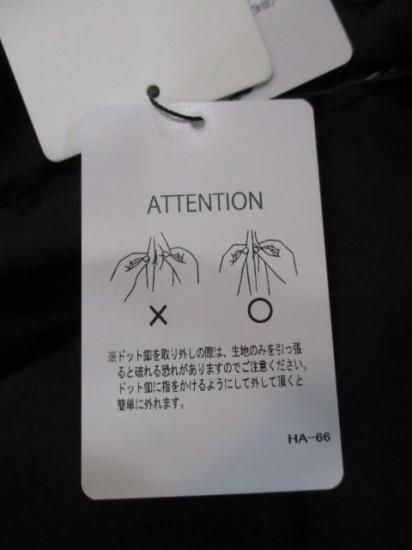 ATTENTION
× ○
※ドット釦を取り外しの際は、生地のみを引っ張
ると破れる恐れがありますのでご注意ください。
ドット釦に指をかけるようにして外して頂くと
簡単に外れます。
HA-66